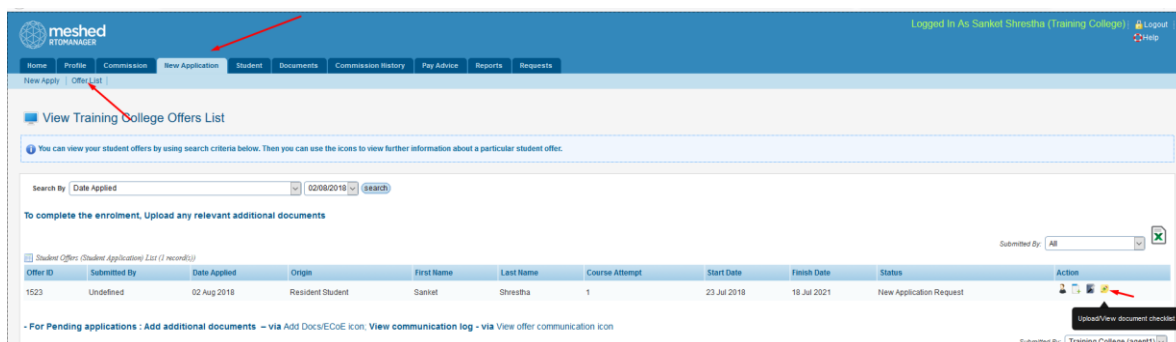 meshed
RTOMANAGER
Logged In As Sanket Shrestha (Training College) | Logout
Help
Home Profile Commission New Application Student Documents Commission History Pay Advice Reports Requests
New Apply | Offer List |
View Training College Offers List
You can view your student offers by using search criteria below. Then you can use the icons to view further information about a particular student offer.
Search By Date Applied 02/08/2018 search
To complete the enrolment, Upload any relevant additional documents
Submitted By: All
Student Offers (Student Application) List (1 record(s))
Offer ID Submitted By Date Applied Origin First Name Last Name Course Attempt Start Date Finish Date Status Action
1523 Undefined 02 Aug 2018 Resident Student Sanket Shrestha 1 23 Jul 2018 18 Jul 2021 New Application Request
Upload/View document checklist
- For Pending applications : Add additional documents – via Add Docs/ECoE icon; View communication log - via View offer communication icon
Submitted By: Training College (agent1)